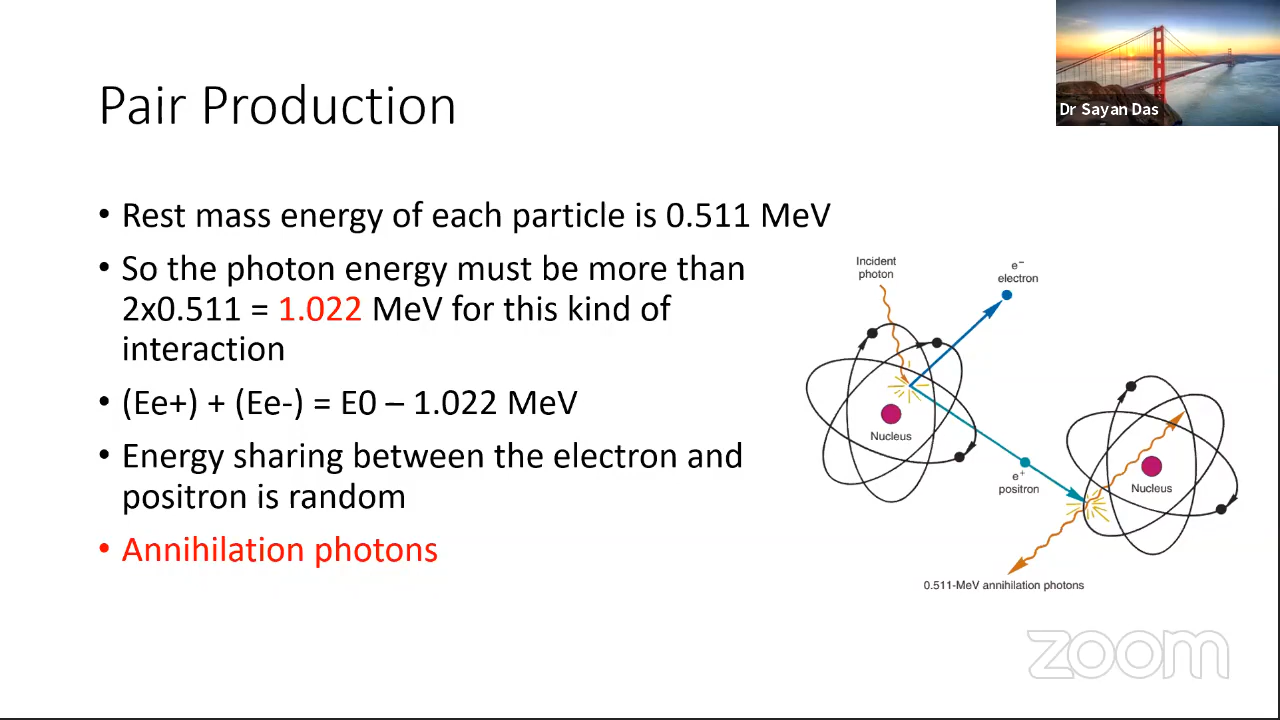 Dr Sayan Das
Pair Production
• Rest mass energy of each particle is 0.511 MeV
• So the photon energy must be more than
2x0.511 = 1.022 MeV for this kind of
interaction
• (Ee+) + (Ee-) = E0 – 1.022 MeV
• Energy sharing between the electron and
positron is random
• Annihilation photons
Incident
photon
e−
electron
Nucleus
e+
positron
Nucleus
0.511-MeV annihilation photons
zoom